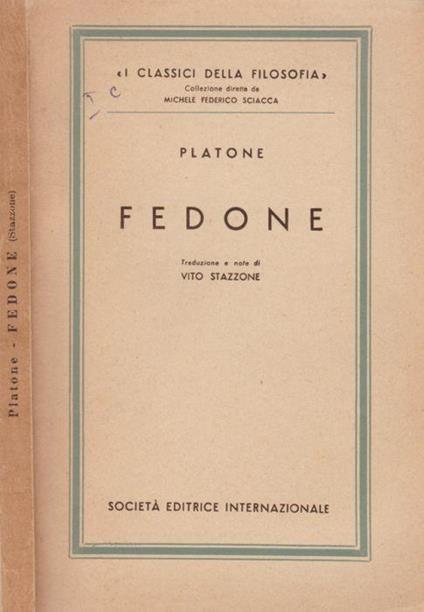 « I CLASSICI DELLA FILOSOFIA »
Collezione diretta da
MICHELE FEDERICO SCIACCA
PLATONE
FEDONE
Traduzione e note di
VITO STAZZONE
SOCIETÀ EDITRICE INTERNAZIONALE
Platone - FEDONE (Stazzone)